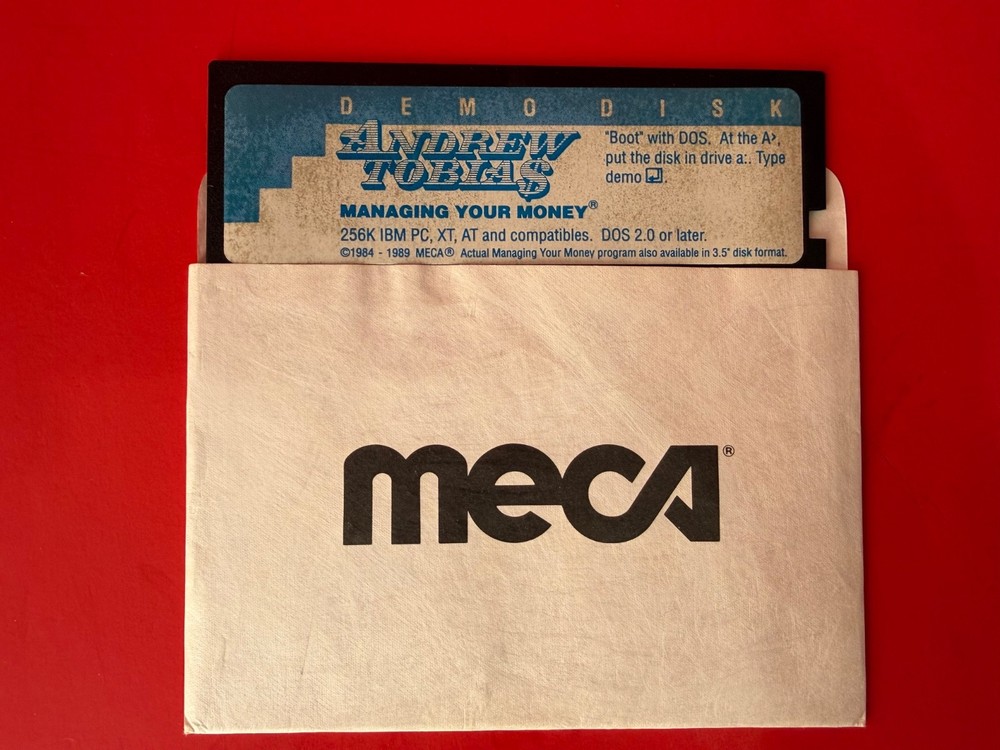 DEMO DISK
ANDREW
TOBIA$
"Boot" with DOS. At the A>,
put the disk in drive a:. Type
demo ↵.
MANAGING YOUR MONEY®
256K IBM PC, XT, AT and compatibles. DOS 2.0 or later.
©1984 - 1989 MECA® Actual Managing Your Money program also available in 3.5" disk format.
meca®